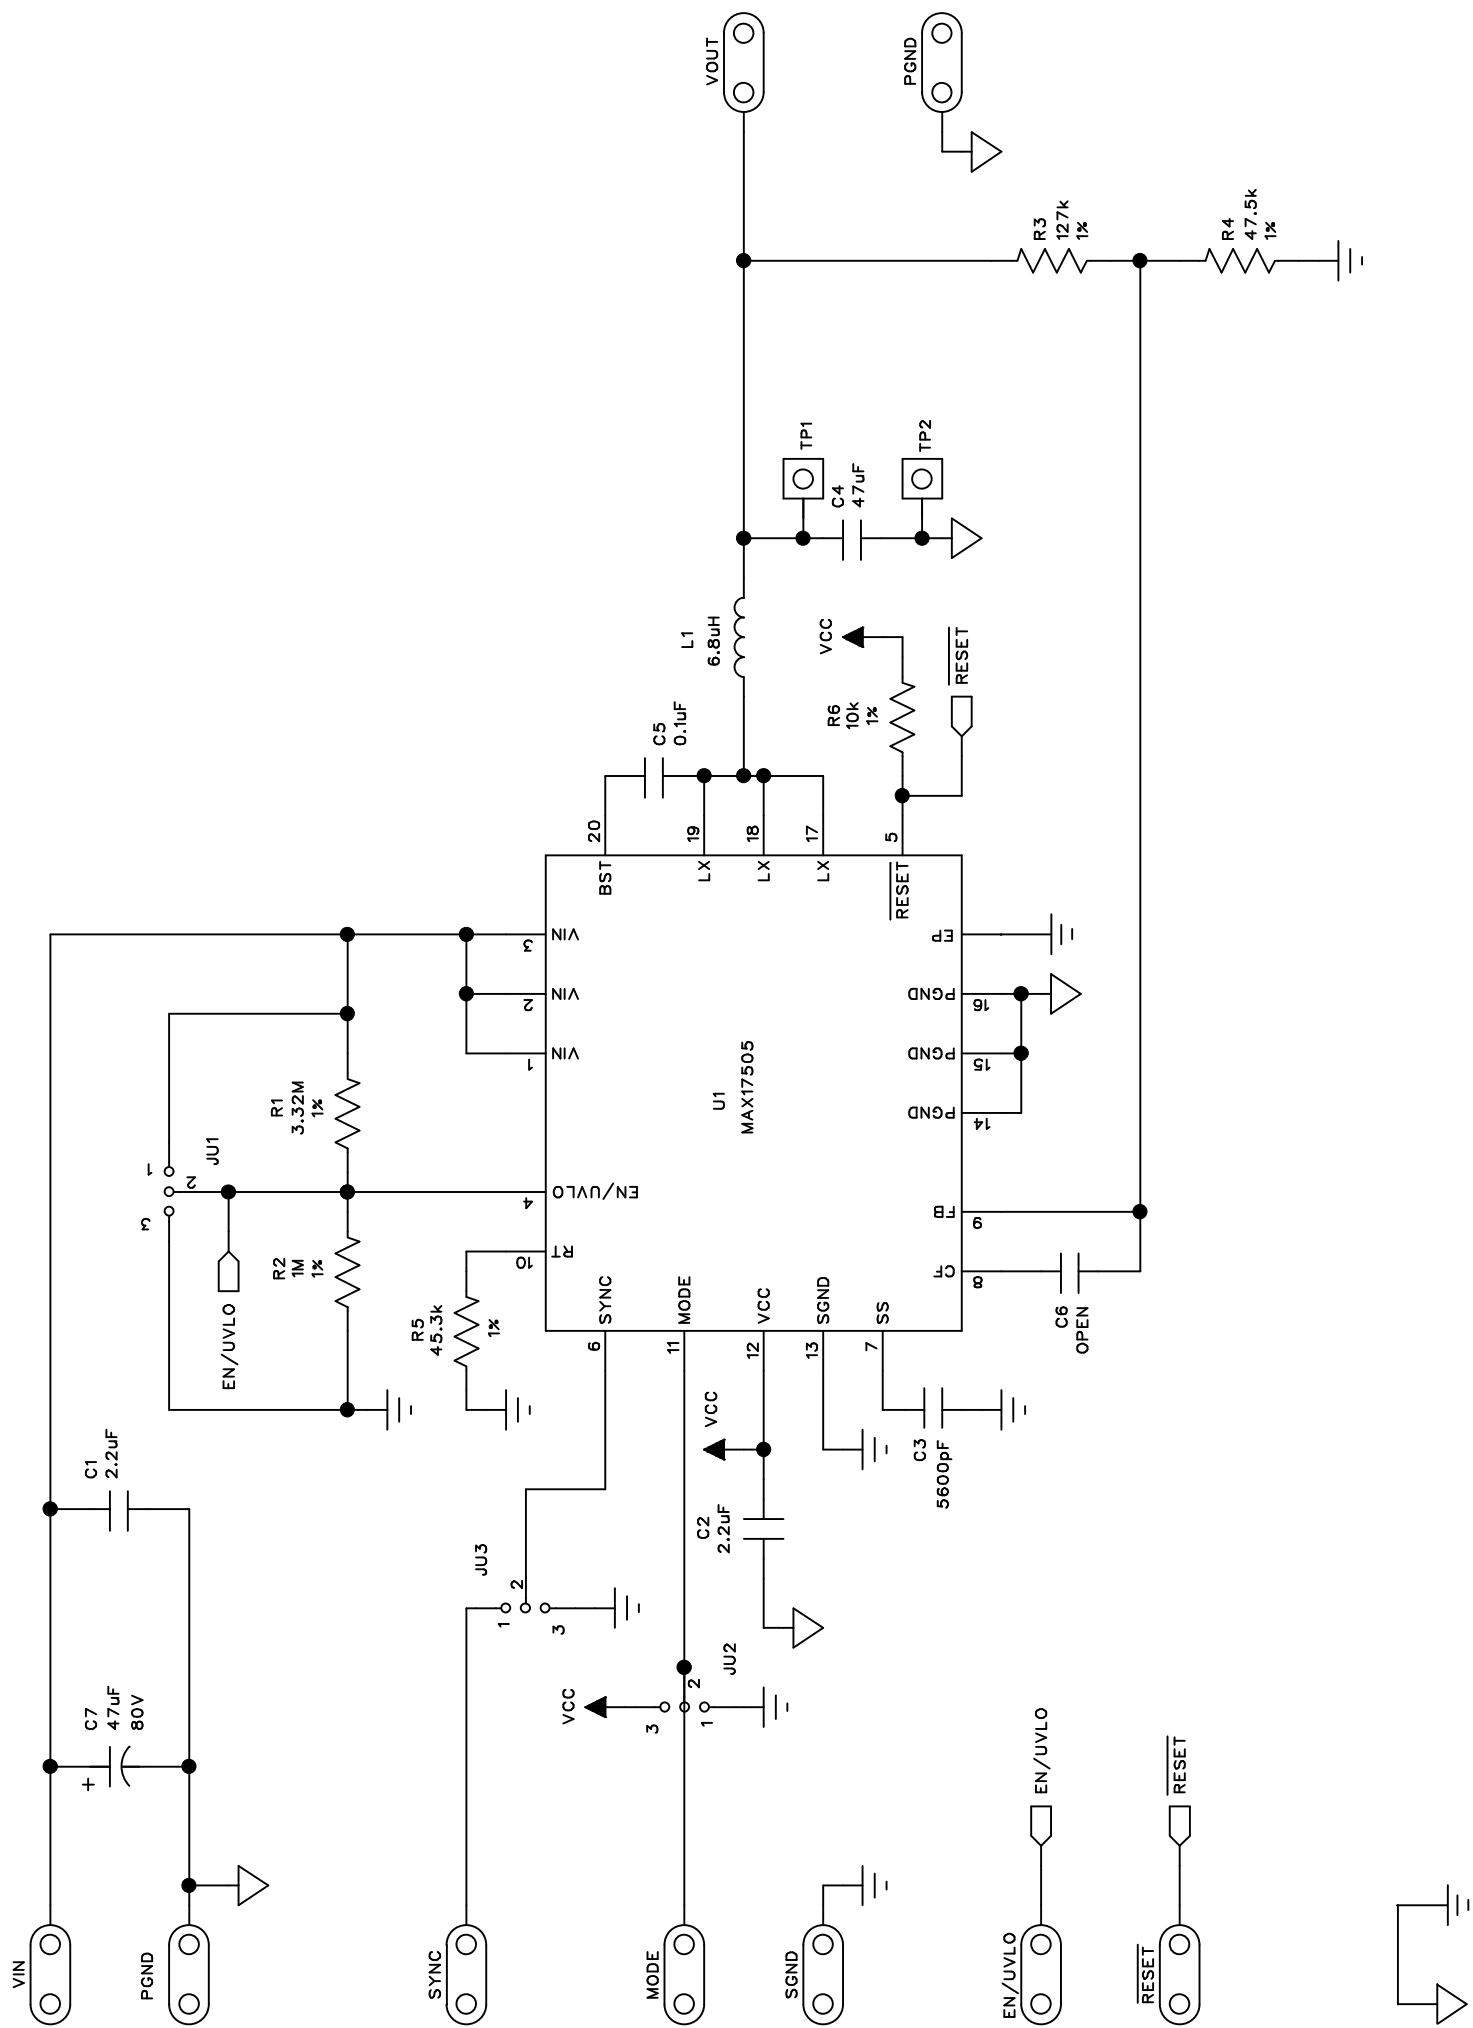 VIN
PGND
SYNC
MODE
SGND
EN/UVLO
RESET
EN/UVLO
RESET
+
C7
47uF
80V
C1
2.2uF
EN/UVLO
JU1
1
2
3
R1
3.32M
1%
R2
1M
1%
R5
45.3k
1%
JU3
1
2
3
VCC
JU2
3
2
1
VCC
C2
2.2uF
C3
5600pF
C6
OPEN
U1
MAX17505
1
VIN
2
VIN
3
VIN
4
EN/UVLO
10
RT
6
SYNC
11
MODE
12
VCC
13
SGND
7
SS
8
CF
9
FB
14
PGND
15
PGND
16
PGND
EP
20
BST
19
LX
18
LX
17
LX
5
RESET
C5
0.1uF
L1
6.8uH
VCC
R6
10k
1%
RESET
TP1
C4
47uF
TP2
R3
127k
1%
R4
47.5k
1%
VOUT
PGND